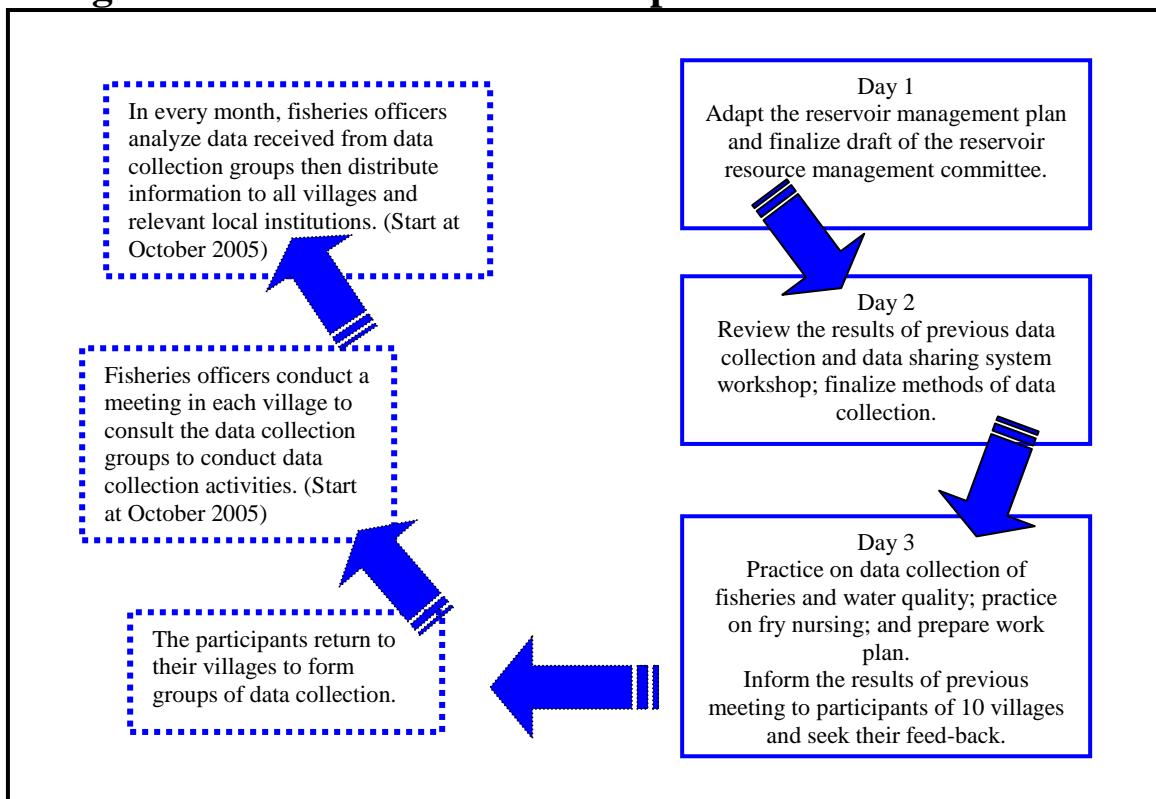 Day 1
Adapt the reservoir management plan
and finalize draft of the reservoir
resource management committee.
Day 2
Review the results of previous data
collection and data sharing system
workshop; finalize methods of data
collection.
Day 3
Practice on data collection of
fisheries and water quality; practice
on fry nursing; and prepare work
plan.
Inform the results of previous
meeting to participants of 10 villages
and seek their feed-back.
The participants return to
their villages to form
groups of data collection.
Fisheries officers conduct a
meeting in each village to
consult the data collection
groups to conduct data
collection activities. (Start
at October 2005)
In every month, fisheries officers
analyze data received from data
collection groups then distribute
information to all villages and
relevant local institutions. (Start at
October 2005)